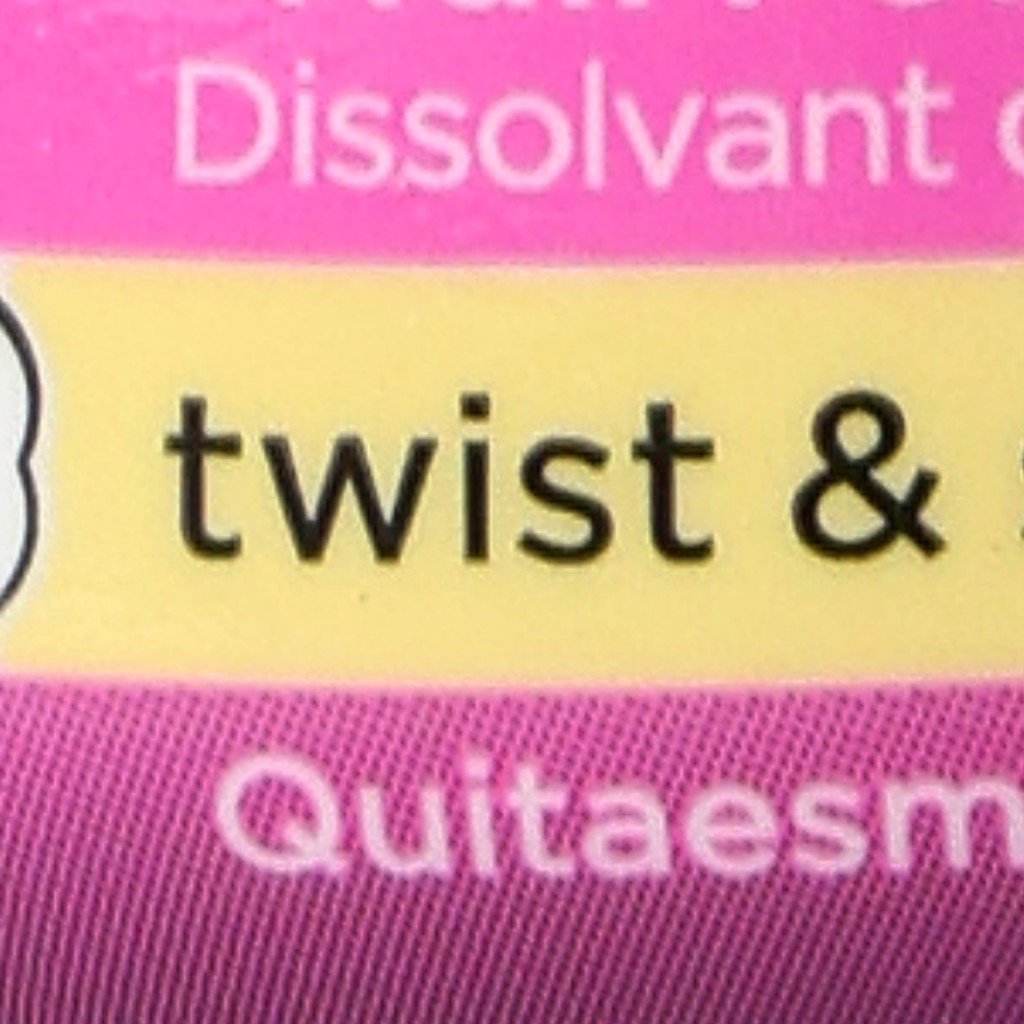 Dissolvant
twist &
Quitaesm